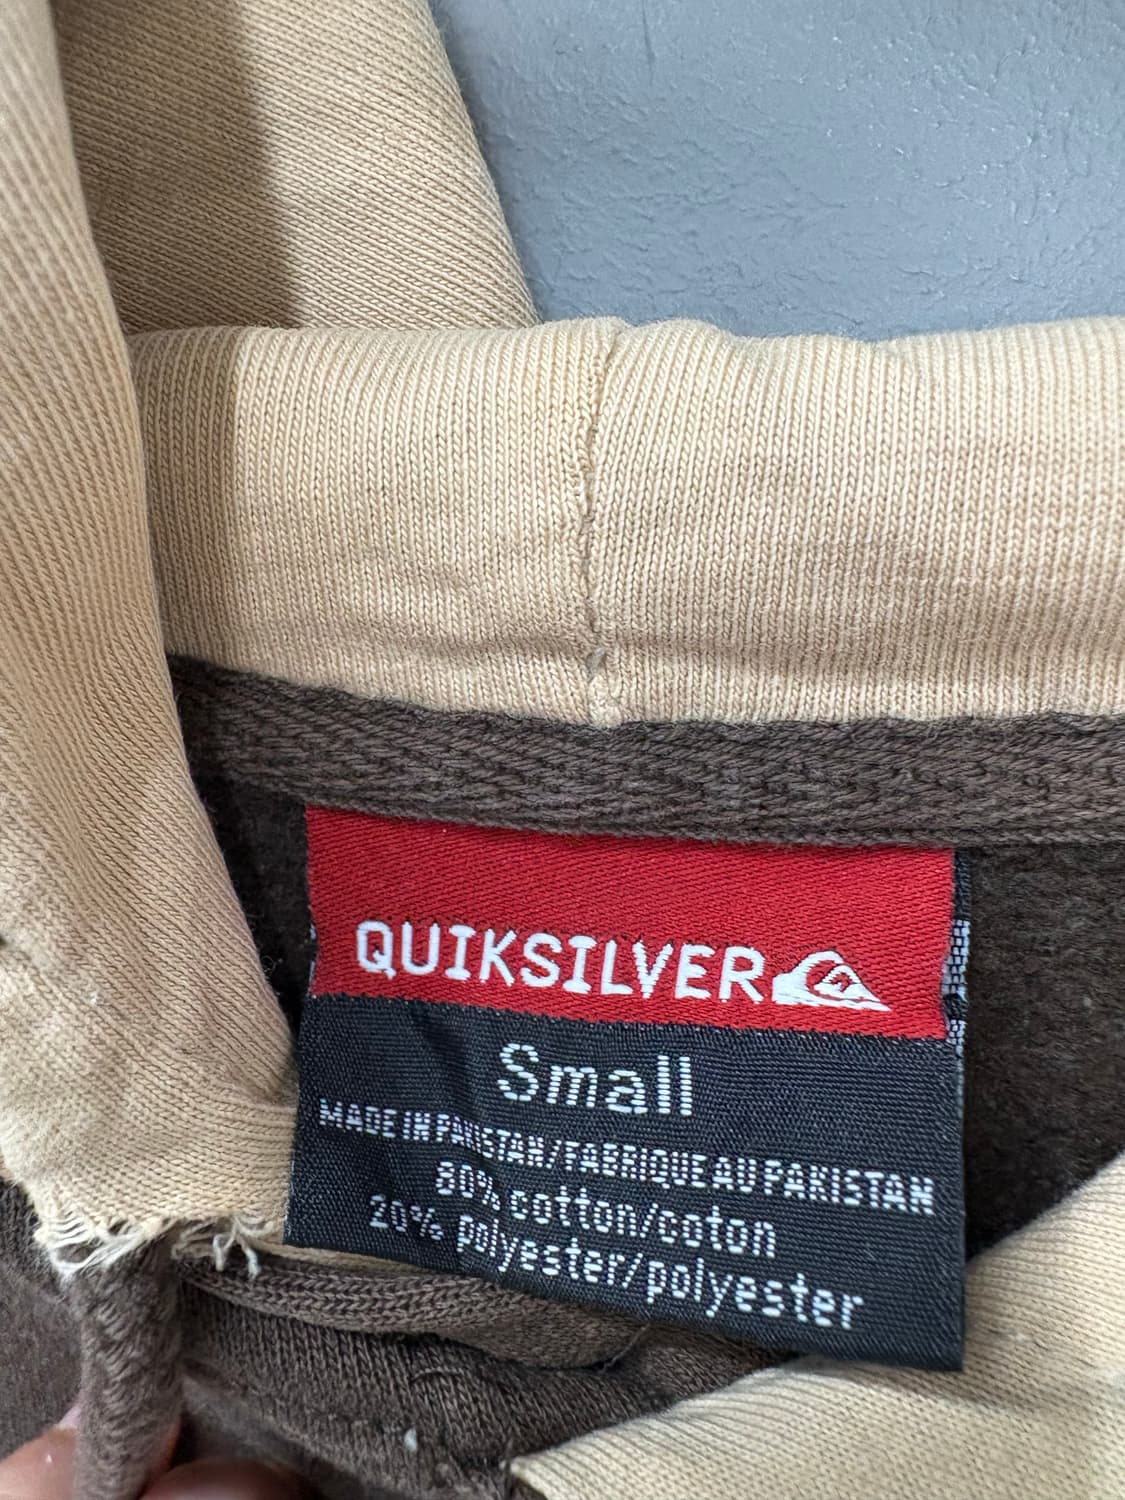 QUIKSILVER
Small
MADE IN PAKISTAN/FABRIQUE AU PAKISTAN
80% cotton/coton
20% polyester/polyester